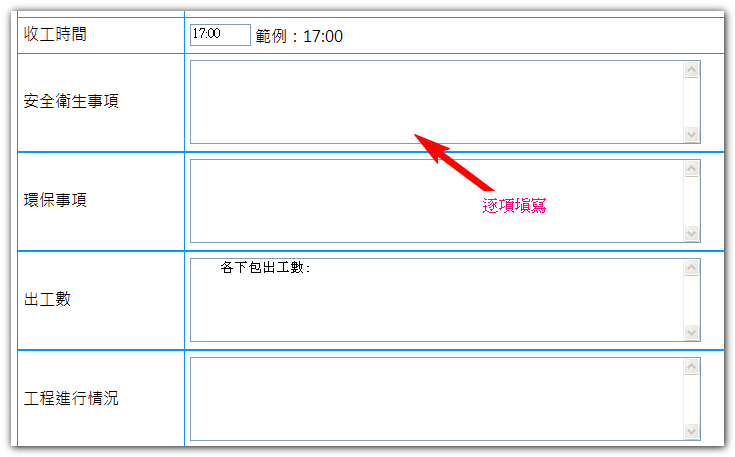 收工時間 17:00 範例：17:00
安全衛生事項
環保事項
逐項填寫
出工數 各下包出工數:
工程進行情況